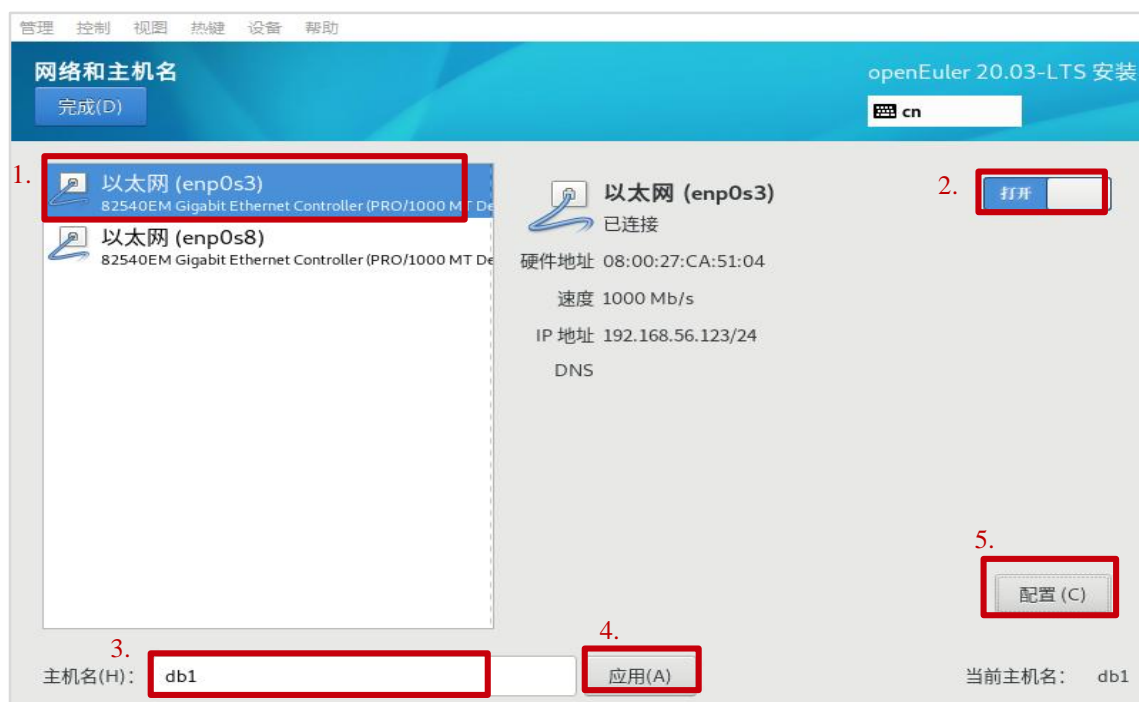 管理 控制 视图 热键 设备 帮助
网络和主机名
openEuler 20.03-LTS 安装
完成(D)
cn
1.
以太网 (enp0s3)
82540EM Gigabit Ethernet Controller (PRO/1000 MT De
以太网 (enp0s8)
82540EM Gigabit Ethernet Controller (PRO/1000 MT De
以太网 (enp0s3)
已连接
2.
打开
硬件地址 08:00:27:CA:51:04
速度 1000 Mb/s
IP 地址 192.168.56.123/24
DNS
5.
配置 (C)
3.
4.
主机名(H): db1
应用(A)
当前主机名: db1